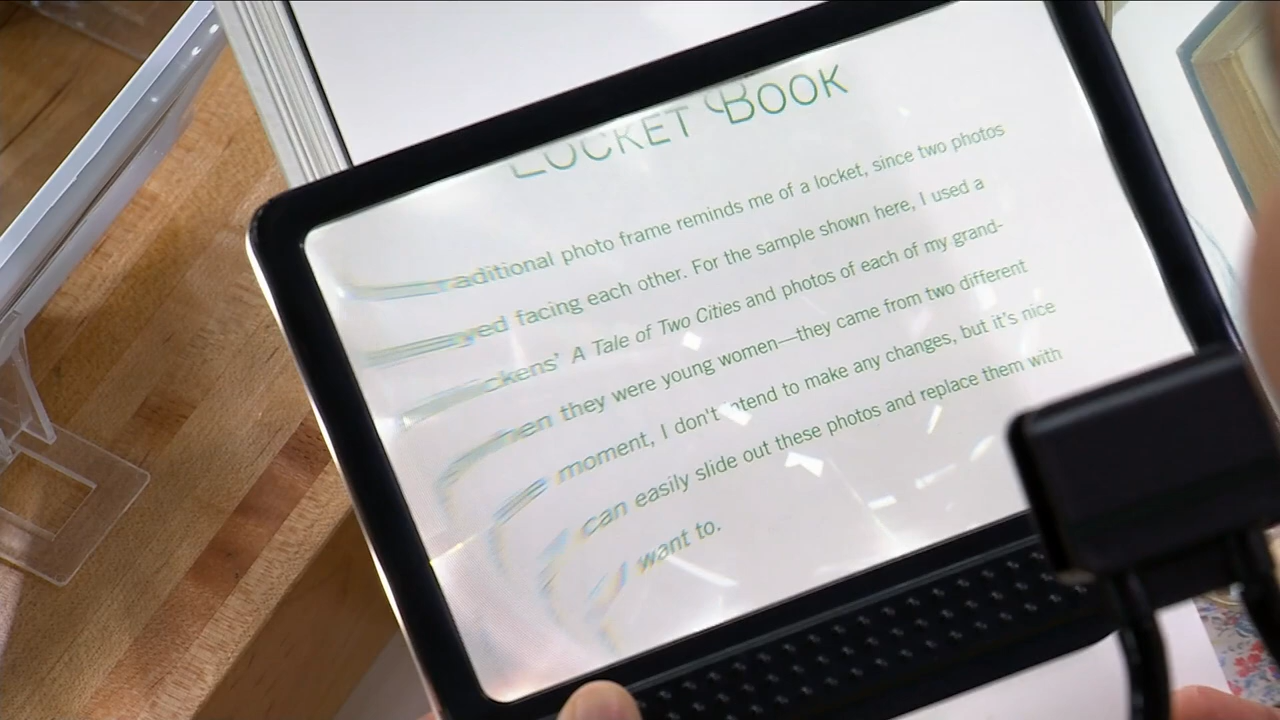 LOCKET BOOK
raditional photo frame reminds me of a locket, since two photos
yed facing each other. For the sample shown here, I used a
ckens' A Tale of Two Cities and photos of each of my grand-
hen they were young women—they came from two different
moment, I don't intend to make any changes, but it's nice
can easily slide out these photos and replace them with
I want to.